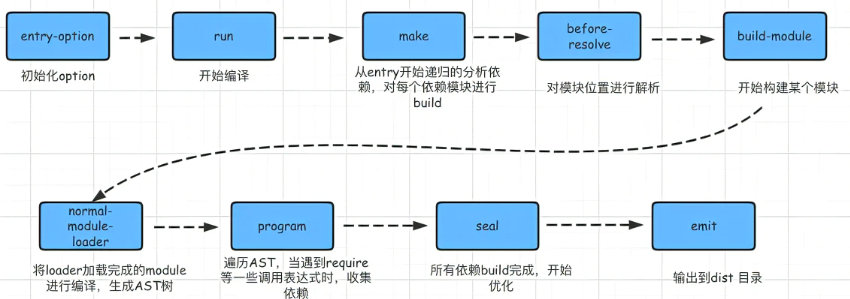 entry-option
run
make
before-
resolve
build-module
初始化option
开始编译
从entry开始递归的分析依
赖，对每个依赖模块进行
build
对模块位置进行解析
开始构建某个模块
normal-
module-
loader
program
seal
emit
将loader加载完成的module
进行编译，生成AST树
遍历AST，当遇到require
等一些调用表达式时，收集
依赖
所有依赖build完成，开始
优化
输出到dist 目录